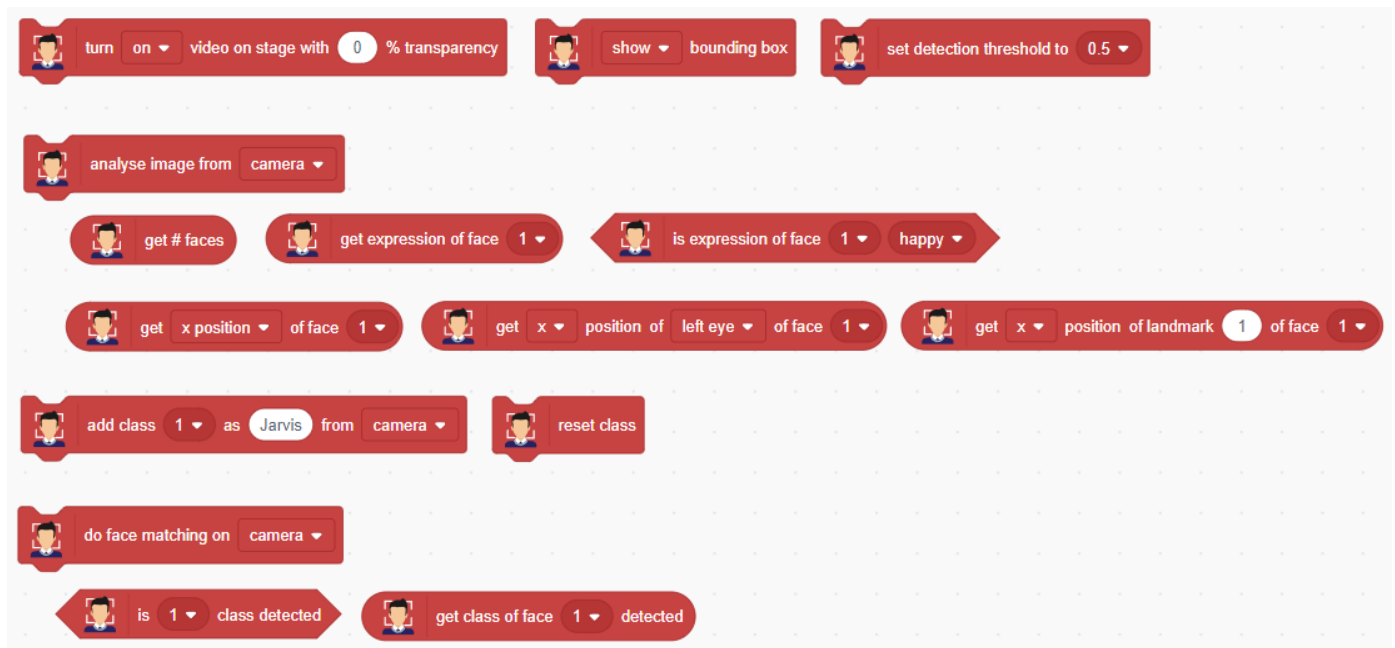 turn on video on stage with 0 % transparency
show bounding box
set detection threshold to 0.5
analyse image from camera
get # faces
get expression of face 1
is expression of face 1 happy
get x position of face 1
get x position of left eye of face 1
get x position of landmark 1 of face 1
add class 1 as Jarvis from camera
reset class
do face matching on camera
is 1 class detected
get class of face 1 detected